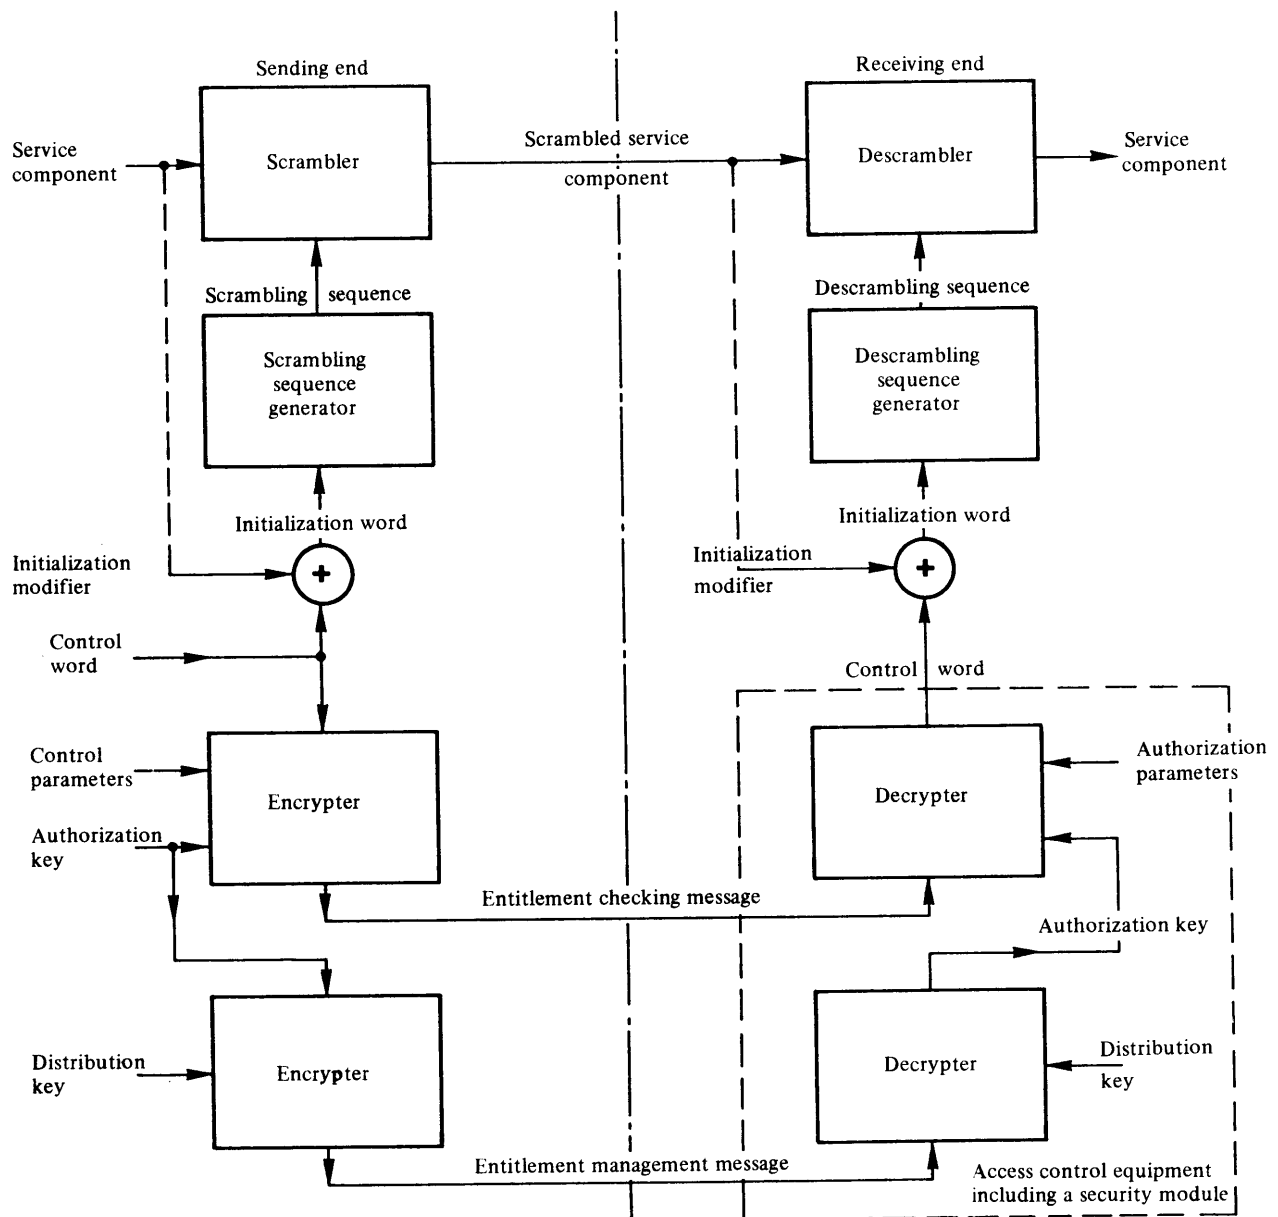 Sending end
Receiving end
Service
component
Scrambler
Scrambled service
component
Descrambler
Service
component
Scrambling sequence
Descrambling sequence
Scrambling
sequence
generator
Descrambling
sequence
generator
Initialization word
Initialization word
Initialization
modifier
+
Initialization
modifier
+
Control
word
Control word
Control
parameters
Encrypter
Decrypter
Authorization
parameters
Authorization
key
Entitlement checking message
Authorization key
Distribution
key
Encrypter
Decrypter
Distribution
key
Entitlement management message
Access control equipment
including a security module